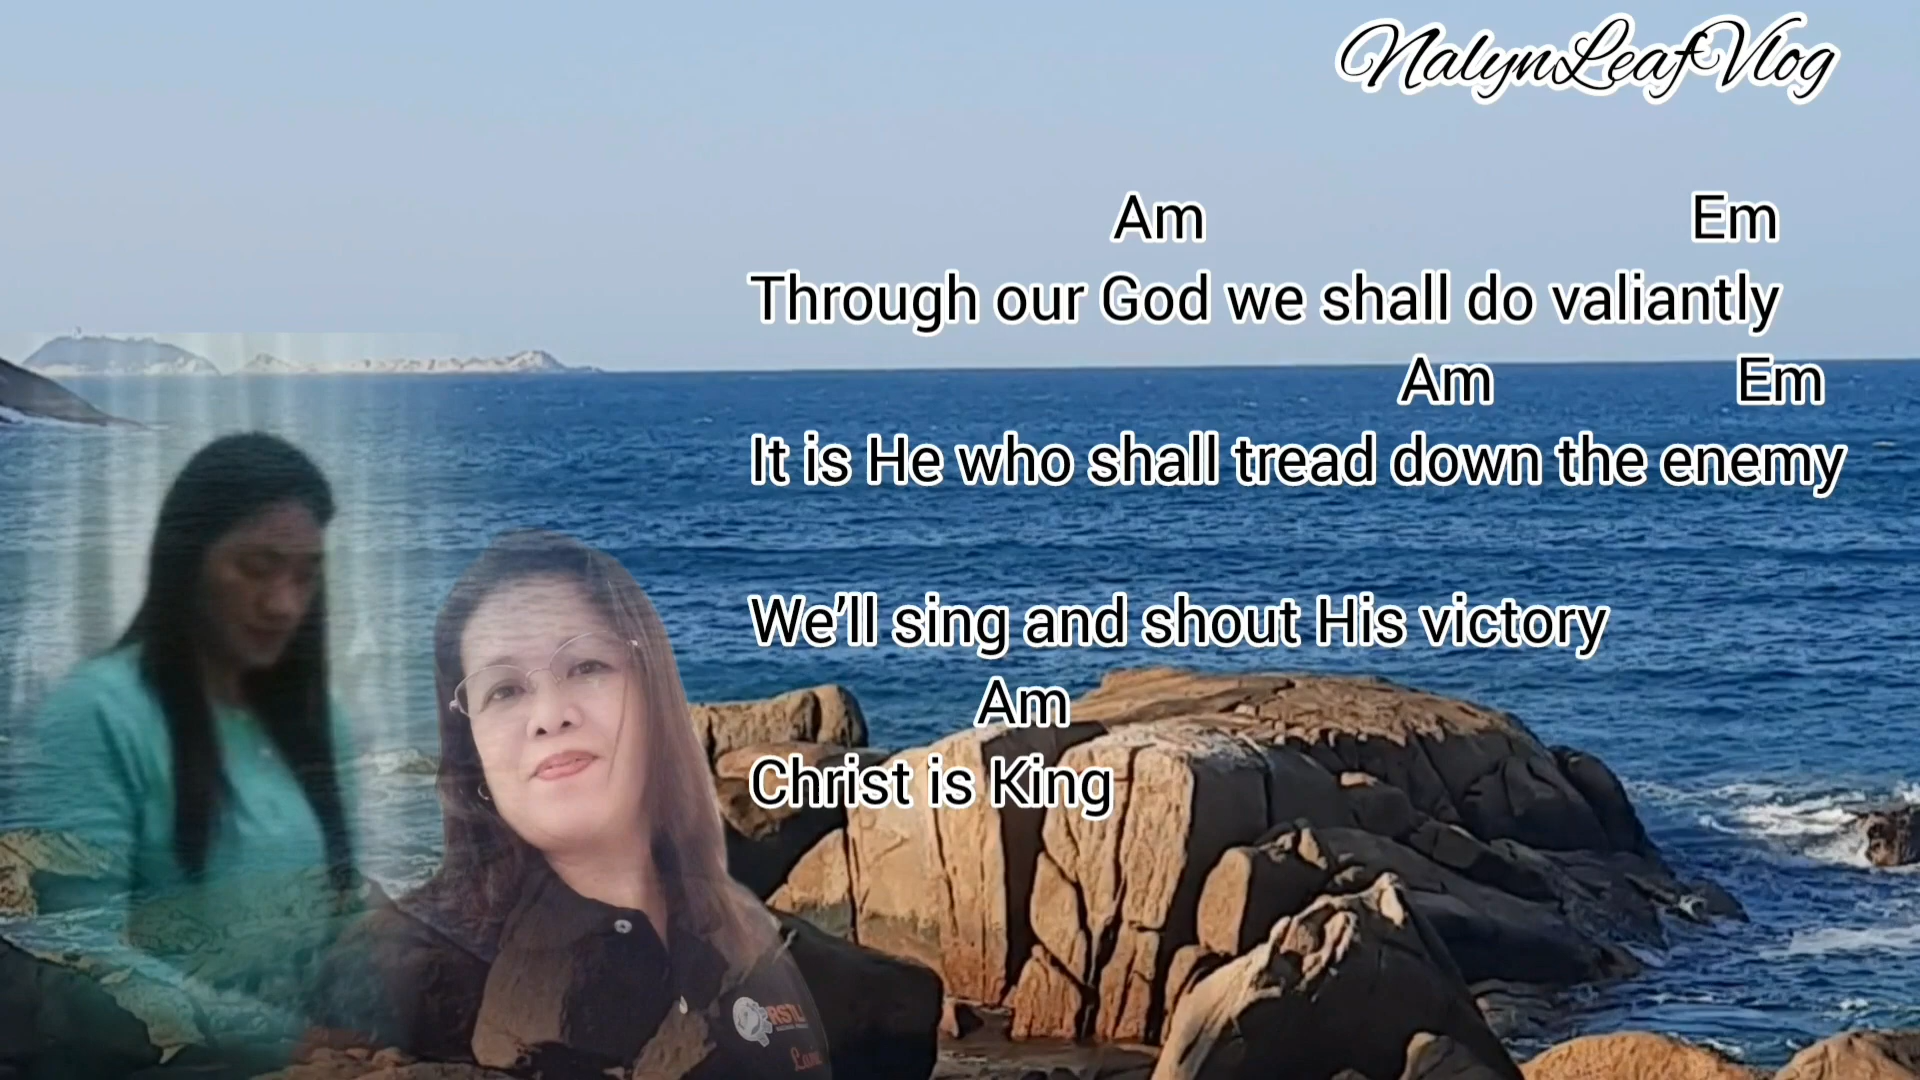 NalynLeafVlog
Am Em
Through our God we shall do valiantly
Am Em
It is He who shall tread down the enemy
We’ll sing and shout His victory
Am
Christ is King